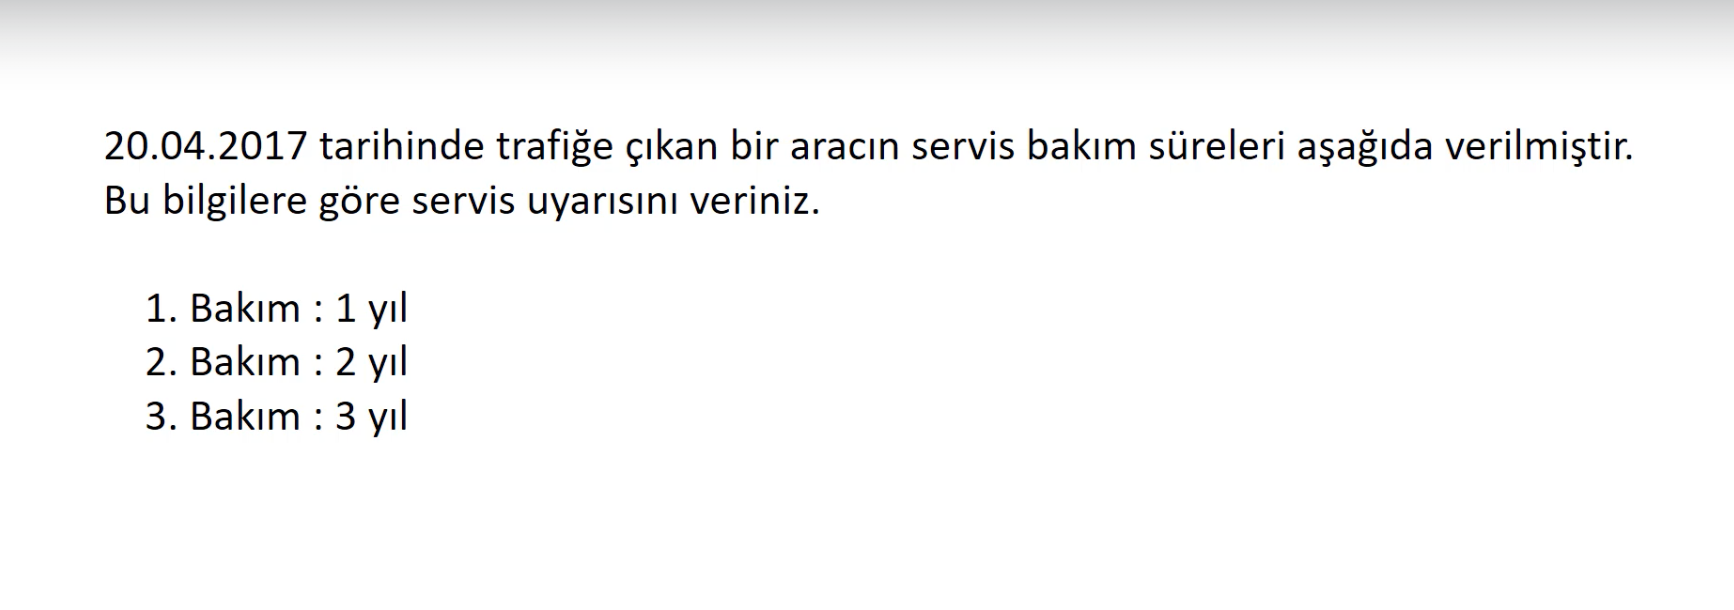 20.04.2017 tarihinde trafiğe çıkan bir aracın servis bakım süreleri aşağıda verilmiştir.
Bu bilgilere göre servis uyarısını veriniz.
1. Bakım : 1 yıl
2. Bakım : 2 yıl
3. Bakım : 3 yıl